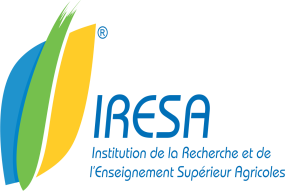 ®
IRESA
Institution de la Recherche et de
l'Enseignement Supérieur Agricoles